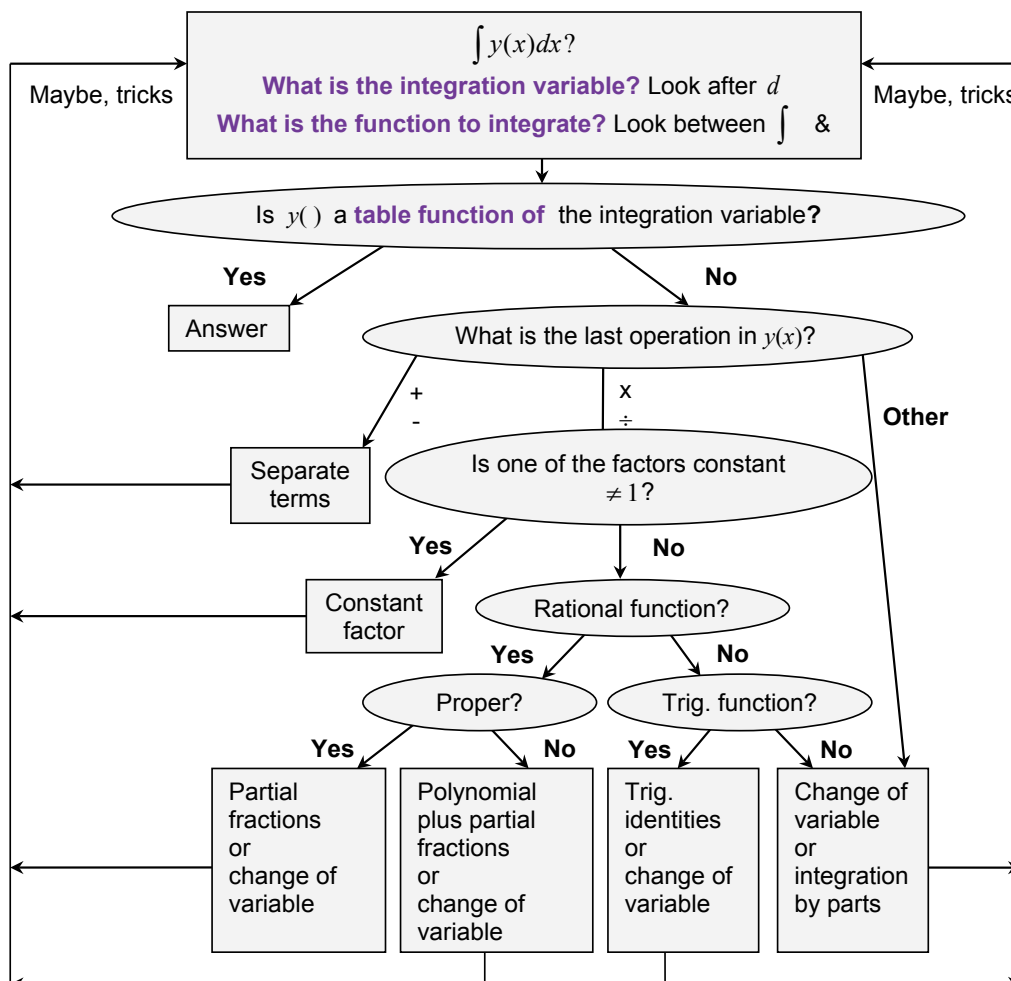 ∫ y(x)dx?
What is the integration variable? Look after d
What is the function to integrate? Look between ∫ &
Maybe, tricks
Maybe, tricks
Is y( ) a table function of the integration variable?
Yes
No
Answer
What is the last operation in y(x)?
+
-
x
÷
Other
Separate
terms
Is one of the factors constant
≠ 1?
Yes
No
Constant
factor
Rational function?
Yes
No
Proper?
Trig. function?
Yes
No
Yes
No
Partial
fractions
or
change of
variable
Polynomial
plus partial
fractions
or
change of
variable
Trig.
identities
or
change of
variable
Change of
variable
or
integration
by parts